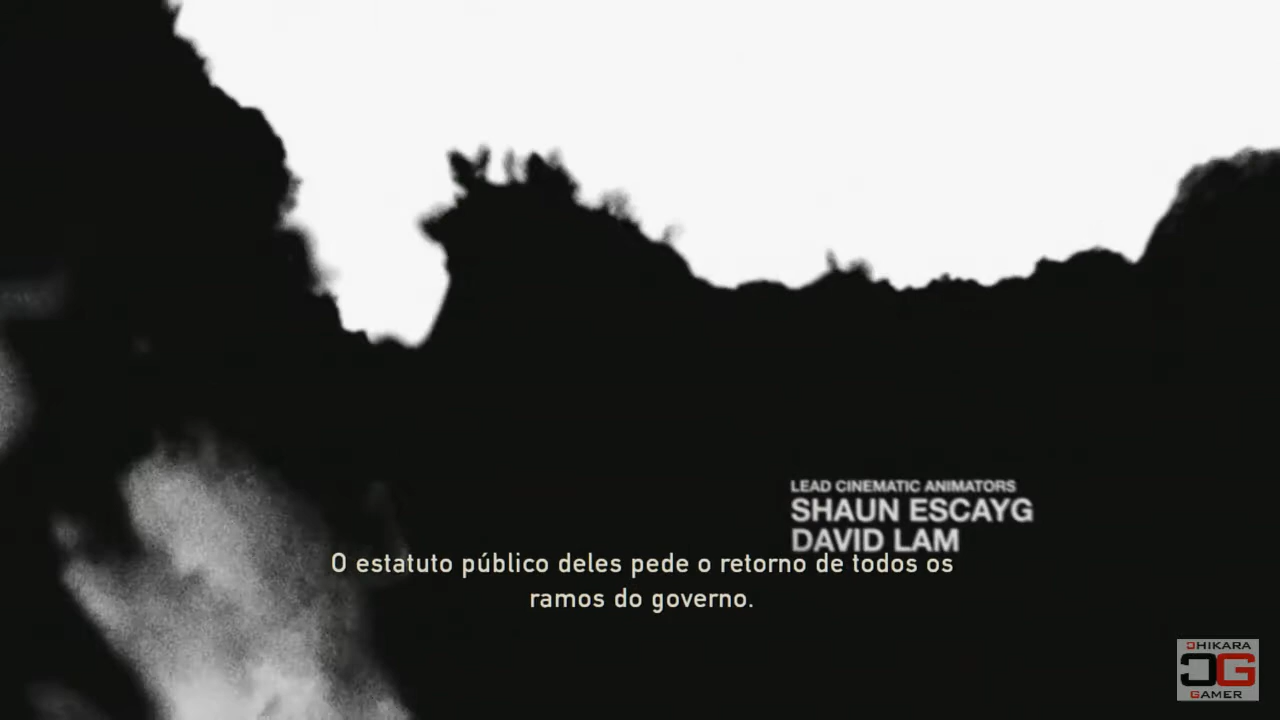 LEAD CINEMATIC ANIMATORS
SHAUN ESCAYG
DAVID LAM
O estatuto público deles pede o retorno de todos os
ramos do governo.
CHIKARA
CG
GAMER